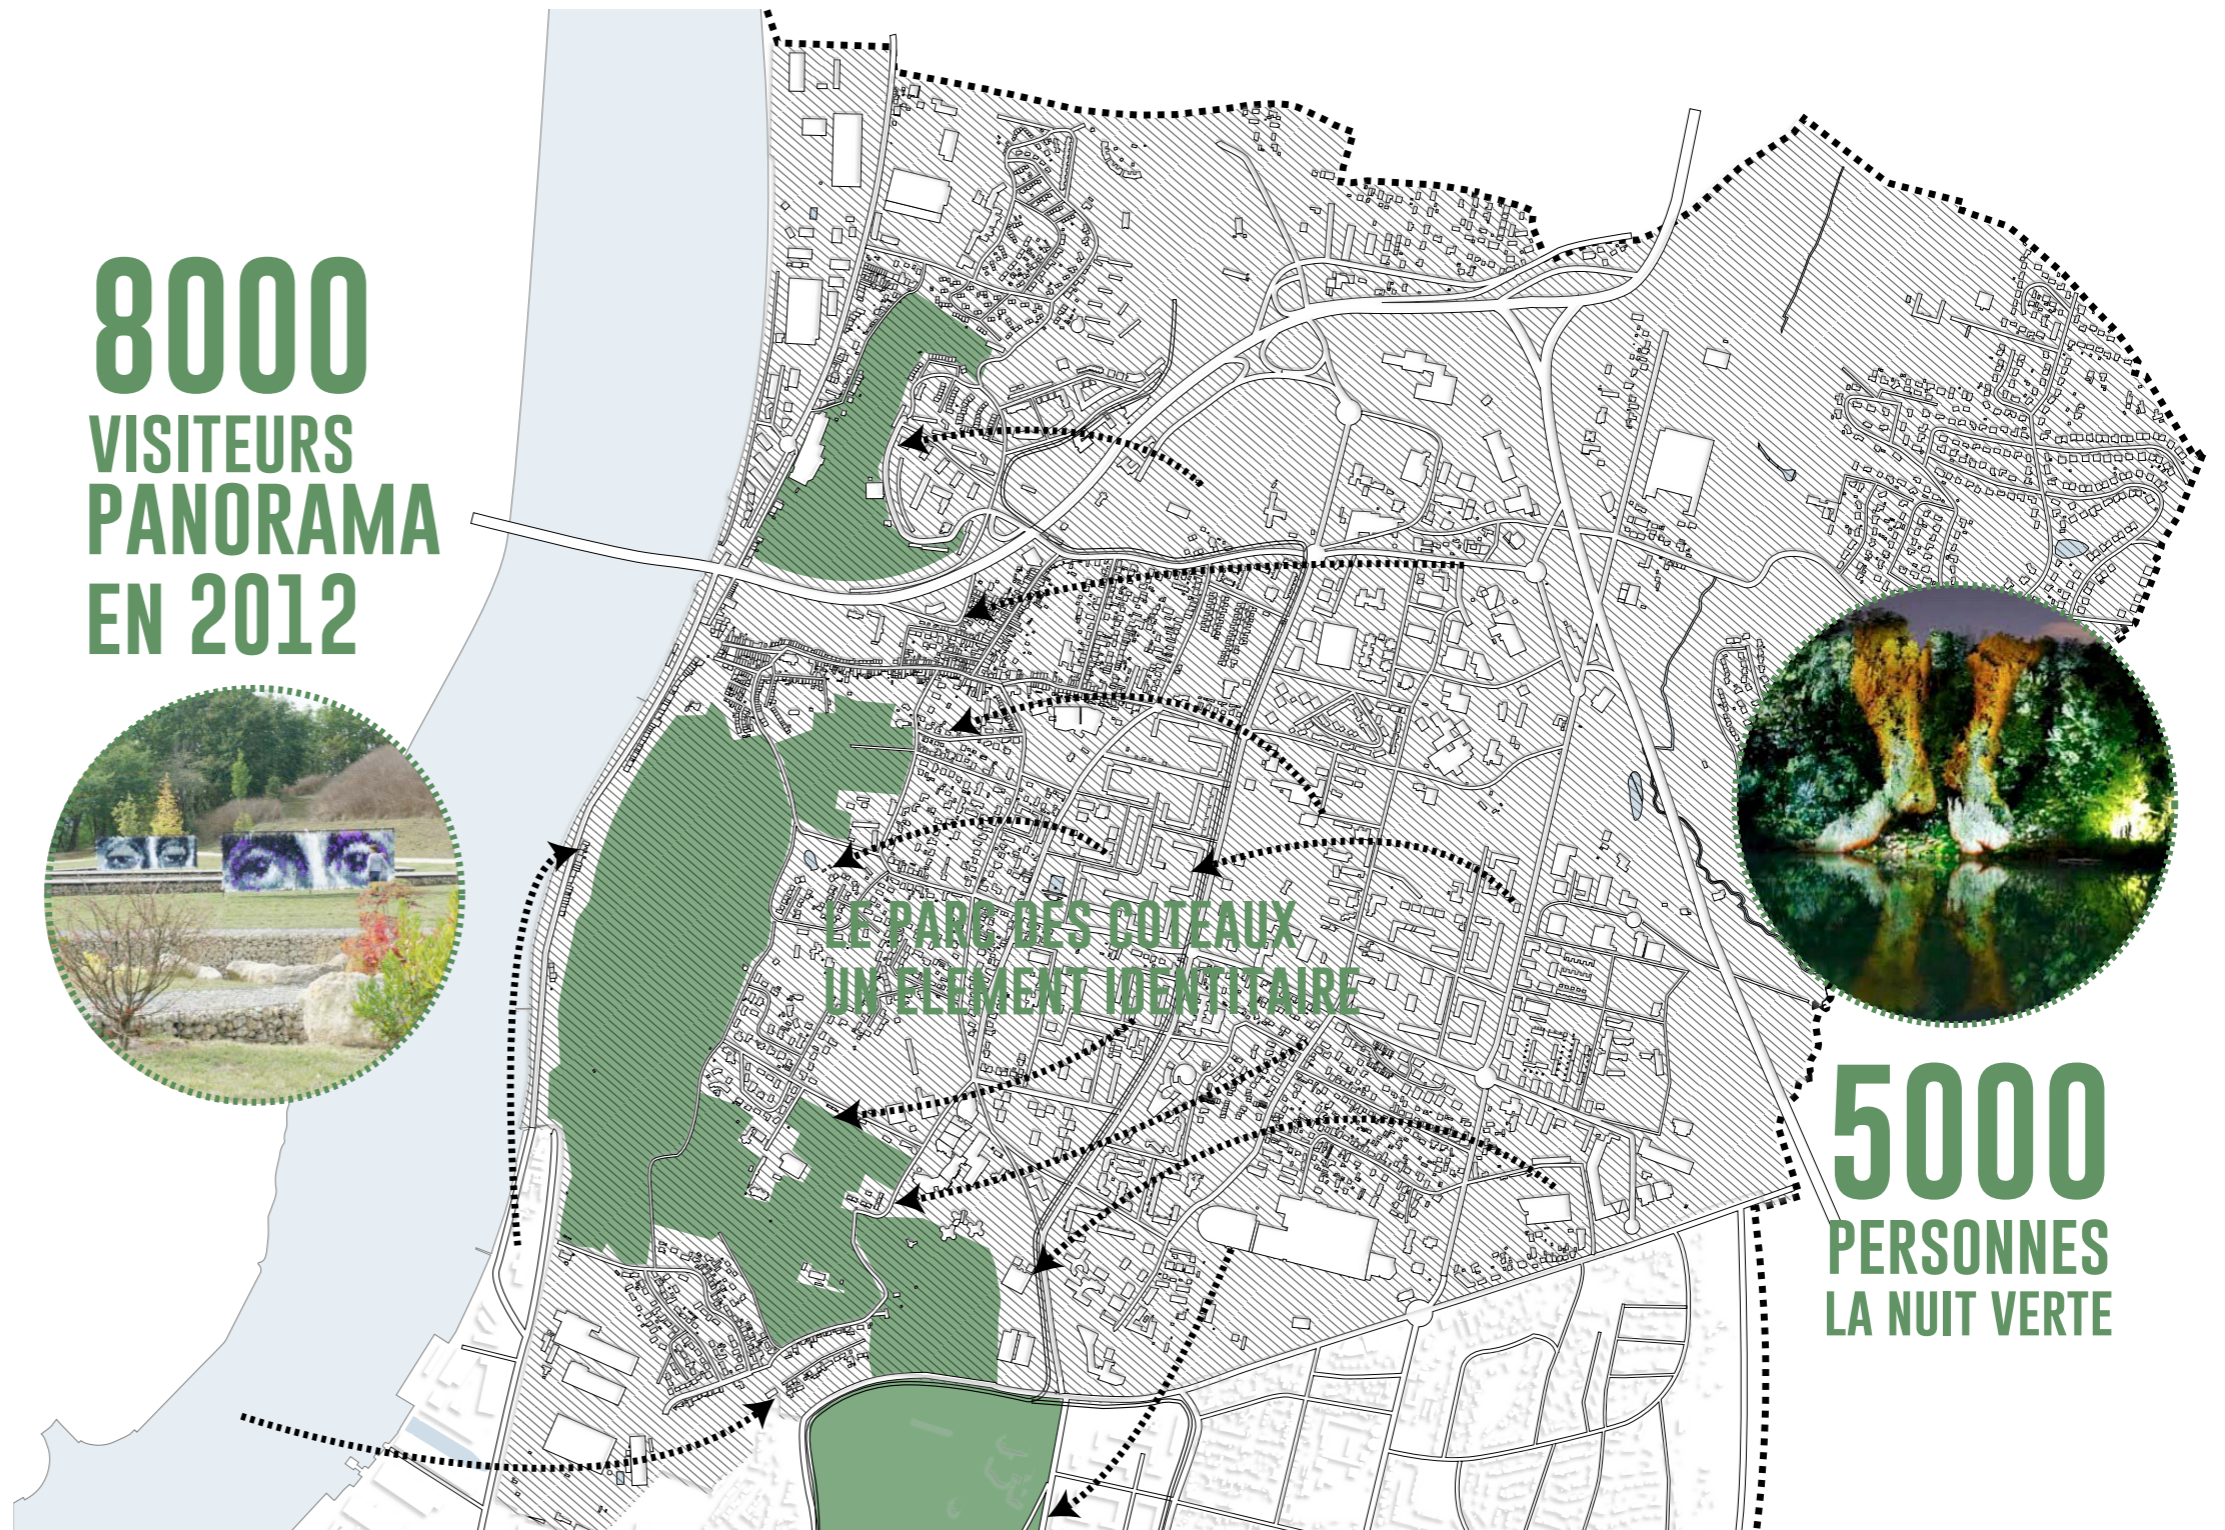 8000
VISITEURS
PANORAMA
EN 2012
LE PARC DES COTEAUX
UN ELEMENT IDENTITAIRE
5000
PERSONNES
LA NUIT VERTE